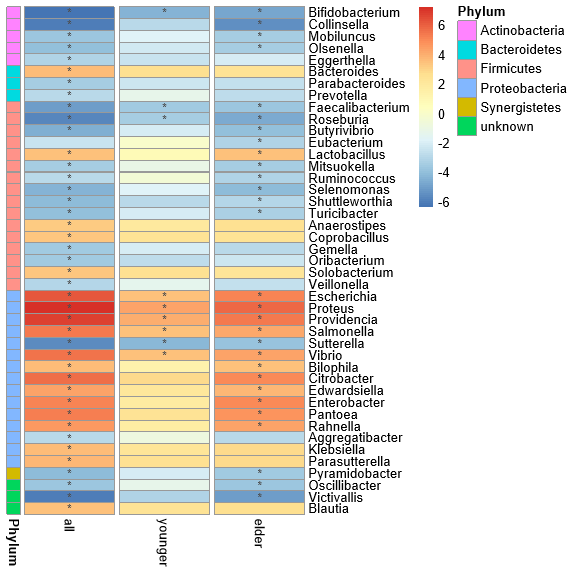 Bifidobacterium
Collinsella
Mobiluncus
Olsenella
Eggerthella
Bacteroides
Parabacteroides
Prevotella
Faecalibacterium
Roseburia
Butyrivibrio
Eubacterium
Lactobacillus
Mitsuokella
Ruminococcus
Selenomonas
Shuttleworthia
Turicibacter
Anaerostipes
Coprobacillus
Gemella
Oribacterium
Solobacterium
Veillonella
Escherichia
Proteus
Providencia
Salmonella
Sutterella
Vibrio
Bilophila
Citrobacter
Edwardsiella
Enterobacter
Pantoea
Rahnella
Aggregatibacter
Klebsiella
Parasutterella
Pyramidobacter
Oscillibacter
Victivallis
Blautia
Phylum
all
younger
elder
6
4
2
0
-2
-4
-6
Phylum
Actinobacteria
Bacteroidetes
Firmicutes
Proteobacteria
Synergistetes
unknown